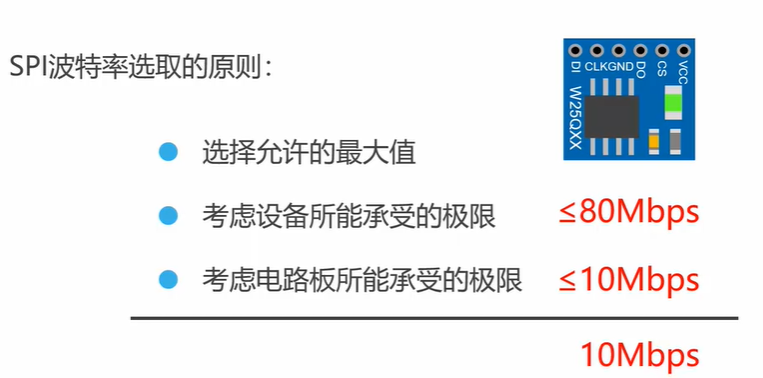 SPI波特率选取的原则：
DI CLK GND DO CS VCC
W25QXX
选择允许的最大值
考虑设备所能承受的极限 ≤80Mbps
考虑电路板所能承受的极限 ≤10Mbps
10Mbps